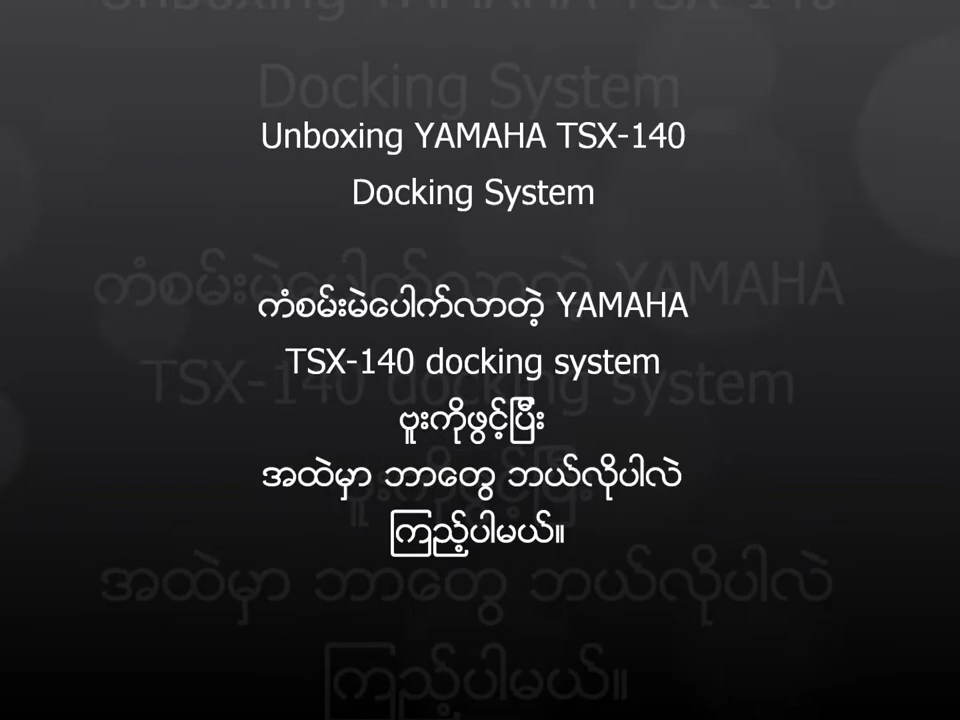 Unboxing YAMAHA TSX-140
Docking System
ကံစမ်းမဲပေါက်လာတဲ့ YAMAHA
TSX-140 docking system
ဗူးကိုဖွင့်ပြီး
အထဲမှာ ဘာတွေ ဘယ်လိုပါလဲ
ကြည့်ပါမယ်။